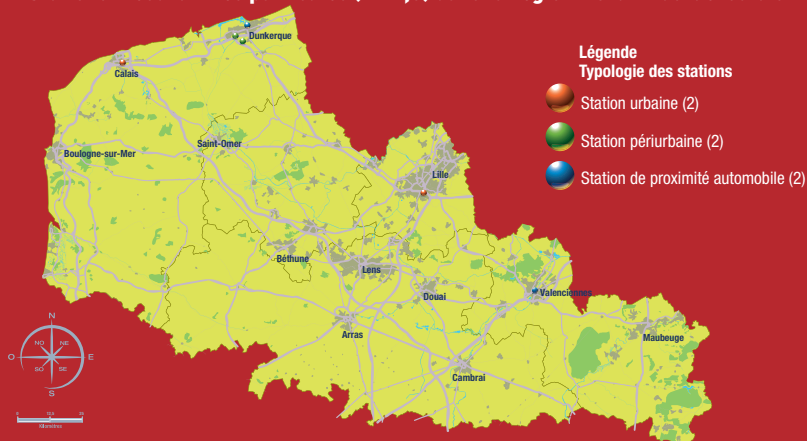 Dunkerque
Calais
Légende
Typologie des stations
Station urbaine (2)
Station périurbaine (2)
Station de proximité automobile (2)
Boulogne-sur-Mer
Saint-Omer
Lille
Béthune
Lens
Douai
Valenciennes
Arras
Maubeuge
Cambrai
N
NO
NE
O
E
SO
SE
S
Kilomètres